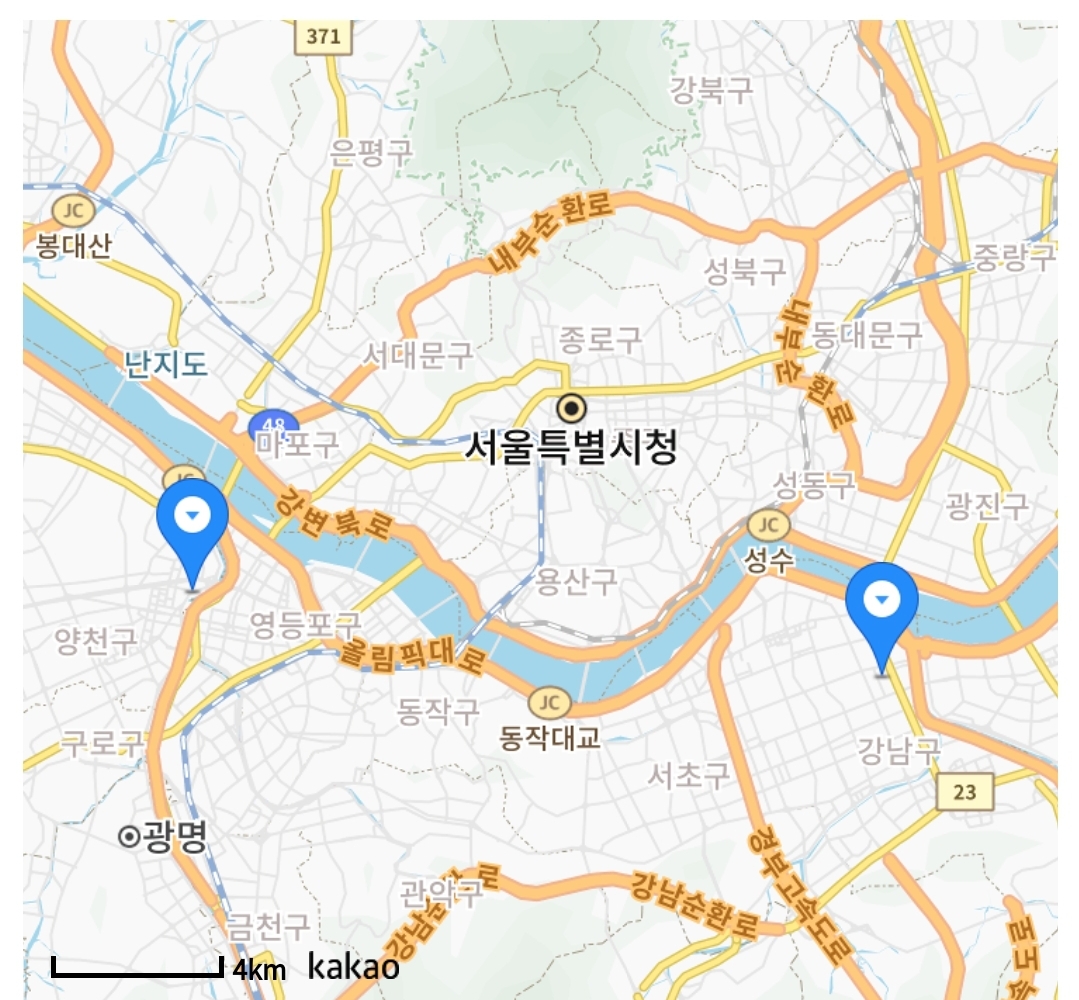 371
강북구
은평구
내부순환로
JC
봉대산
성북구
중랑구
내부순환로
종로구
동대문구
서대문구
난지도
48
마포구
서울특별시청
JC
성동구
강변북로
광진구
JC
성수
용산구
영등포구
양천구
올림픽대로
동작구
JC
동작대교
구로구
강남구
서초구
23
광명
경부고속도로
관악구
로
강남순환로
강남
금천구
4km
kakao